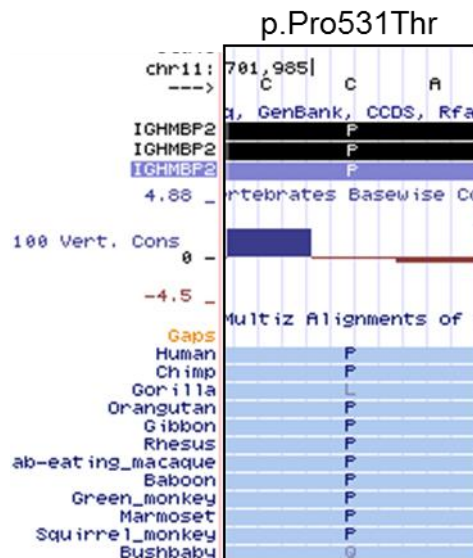 p.Pro531Thr
chr11: 701,985|
---> C C A
q, GenBank, CCDS, Rfa
IGHMBP2 P
IGHMBP2 P
IGHMBP2 P
4.88 _ rtebrates Basewise Co
100 Vert. Cons
0 -
-4.5 _
Multiz Alignments of
Gaps
Human P
Chimp P
Gorilla L
Orangutan P
Gibbon P
Rhesus P
ab-eating_macaque P
Baboon P
Green_monkey P
Marmoset P
Squirrel_monkey P
Bushbaby Q